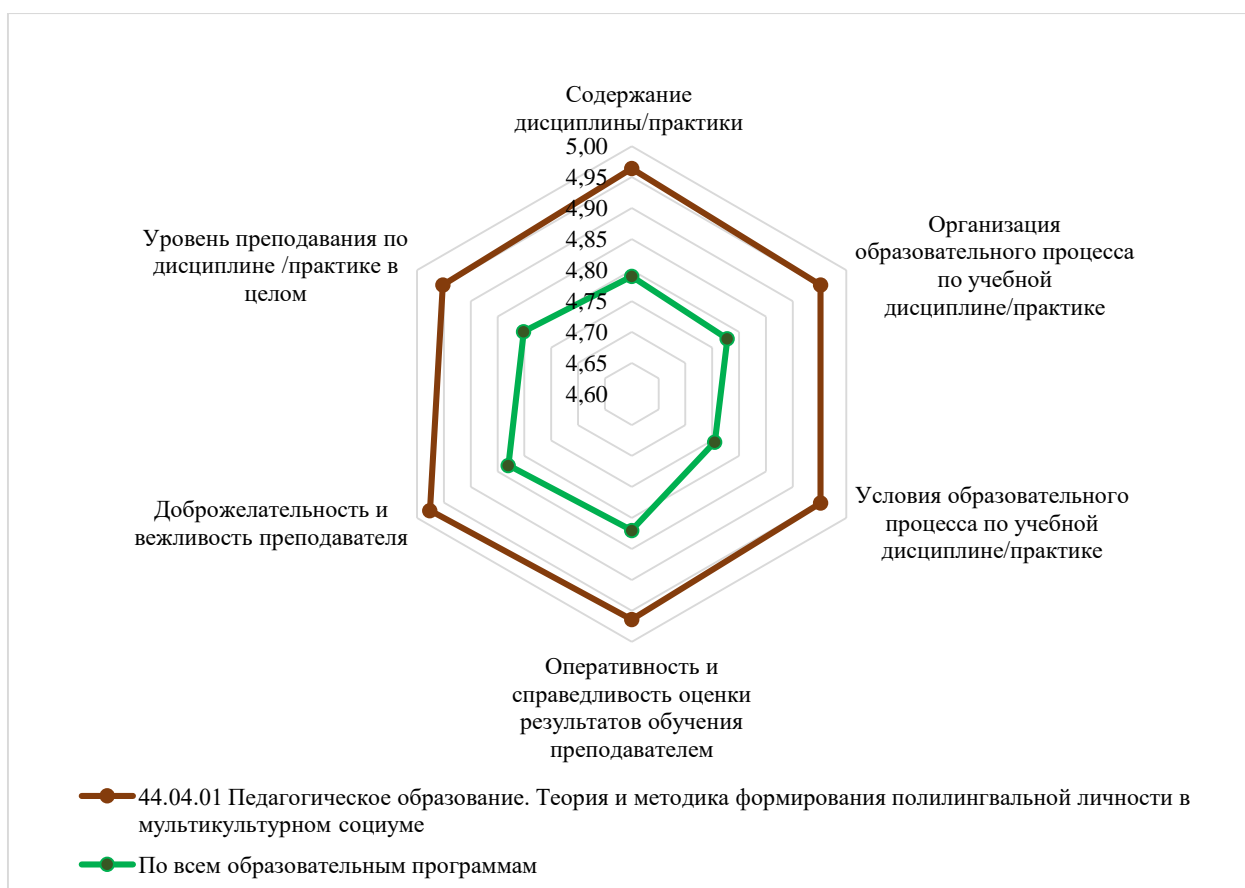 Содержание
дисциплины/практики
5,00
4,95
4,90
4,85
4,80
4,75
4,70
4,65
4,60
Организация
образовательного процесса
по учебной
дисциплине/практике
Условия образовательного
процесса по учебной
дисциплине/практике
Оперативность и
справедливость оценки
результатов обучения
преподавателем
Доброжелательность и
вежливость преподавателя
Уровень преподавания по
дисциплине /практике в
целом
44.04.01 Педагогическое образование. Теория и методика формирования полилингвальной личности в
мультикультурном социуме
По всем образовательным программам